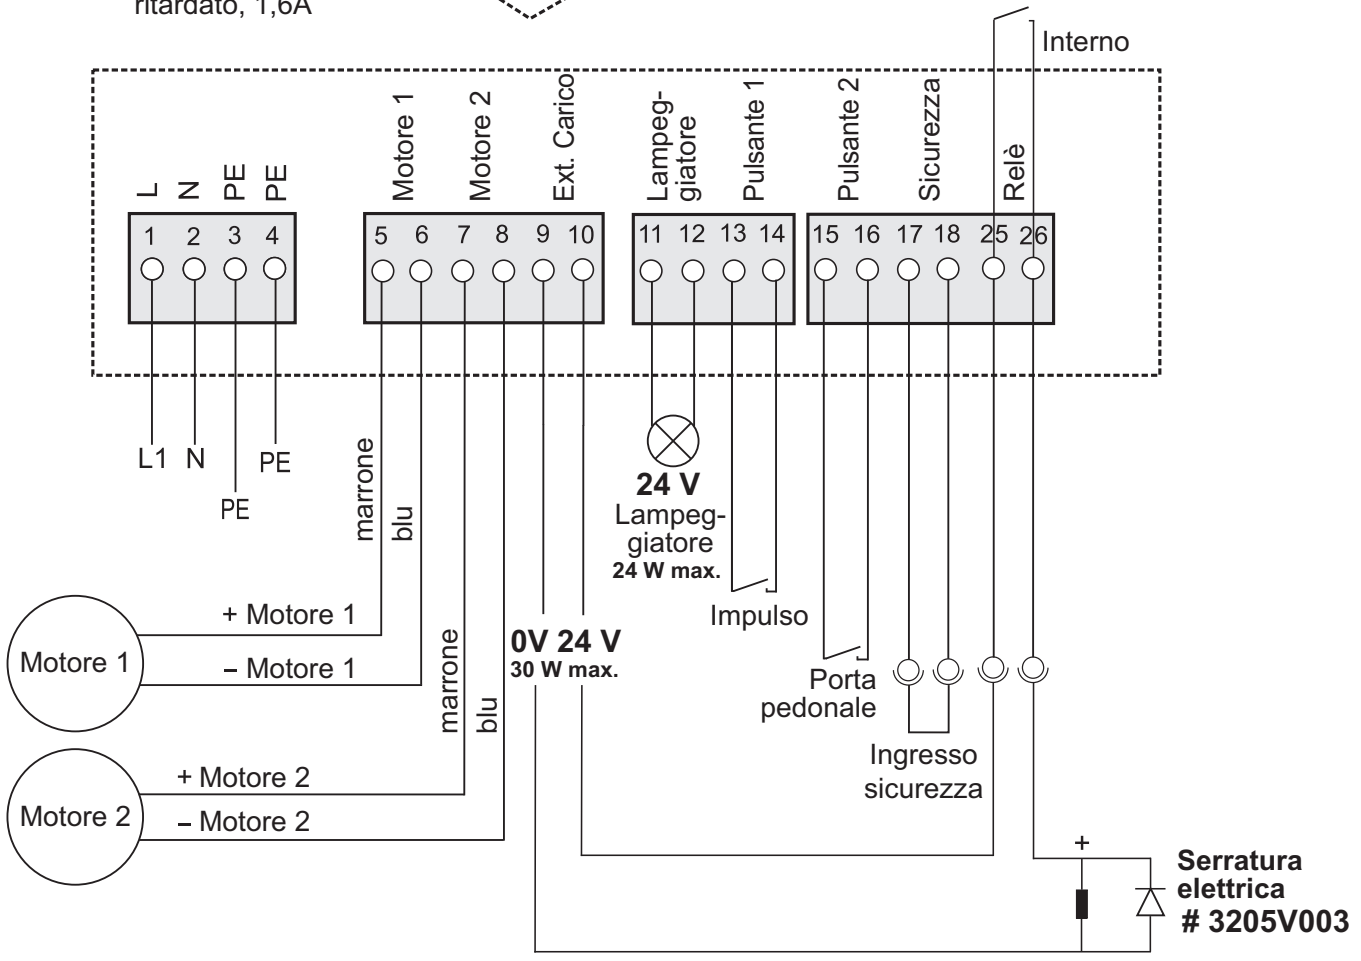 ritardato, 1,6A
Interno
L
N
PE
PE
Motore 1
Motore 2
Ext. Carico
Lampeg-
giatore
Pulsante 1
Pulsante 2
Sicurezza
Relè
1 2 3 4
5 6 7 8 9 10
11 12 13 14
15 16 17 18 25 26
L1 N
PE
PE
marrone
blu
24 V
Lampeg-
giatore
24 W max.
Impulso
+ Motore 1
Motore 1
– Motore 1
marrone
blu
0V 24 V
30 W max.
Porta
pedonale
Ingresso
sicurezza
+ Motore 2
Motore 2
– Motore 2
+
Serratura
elettrica
# 3205V003